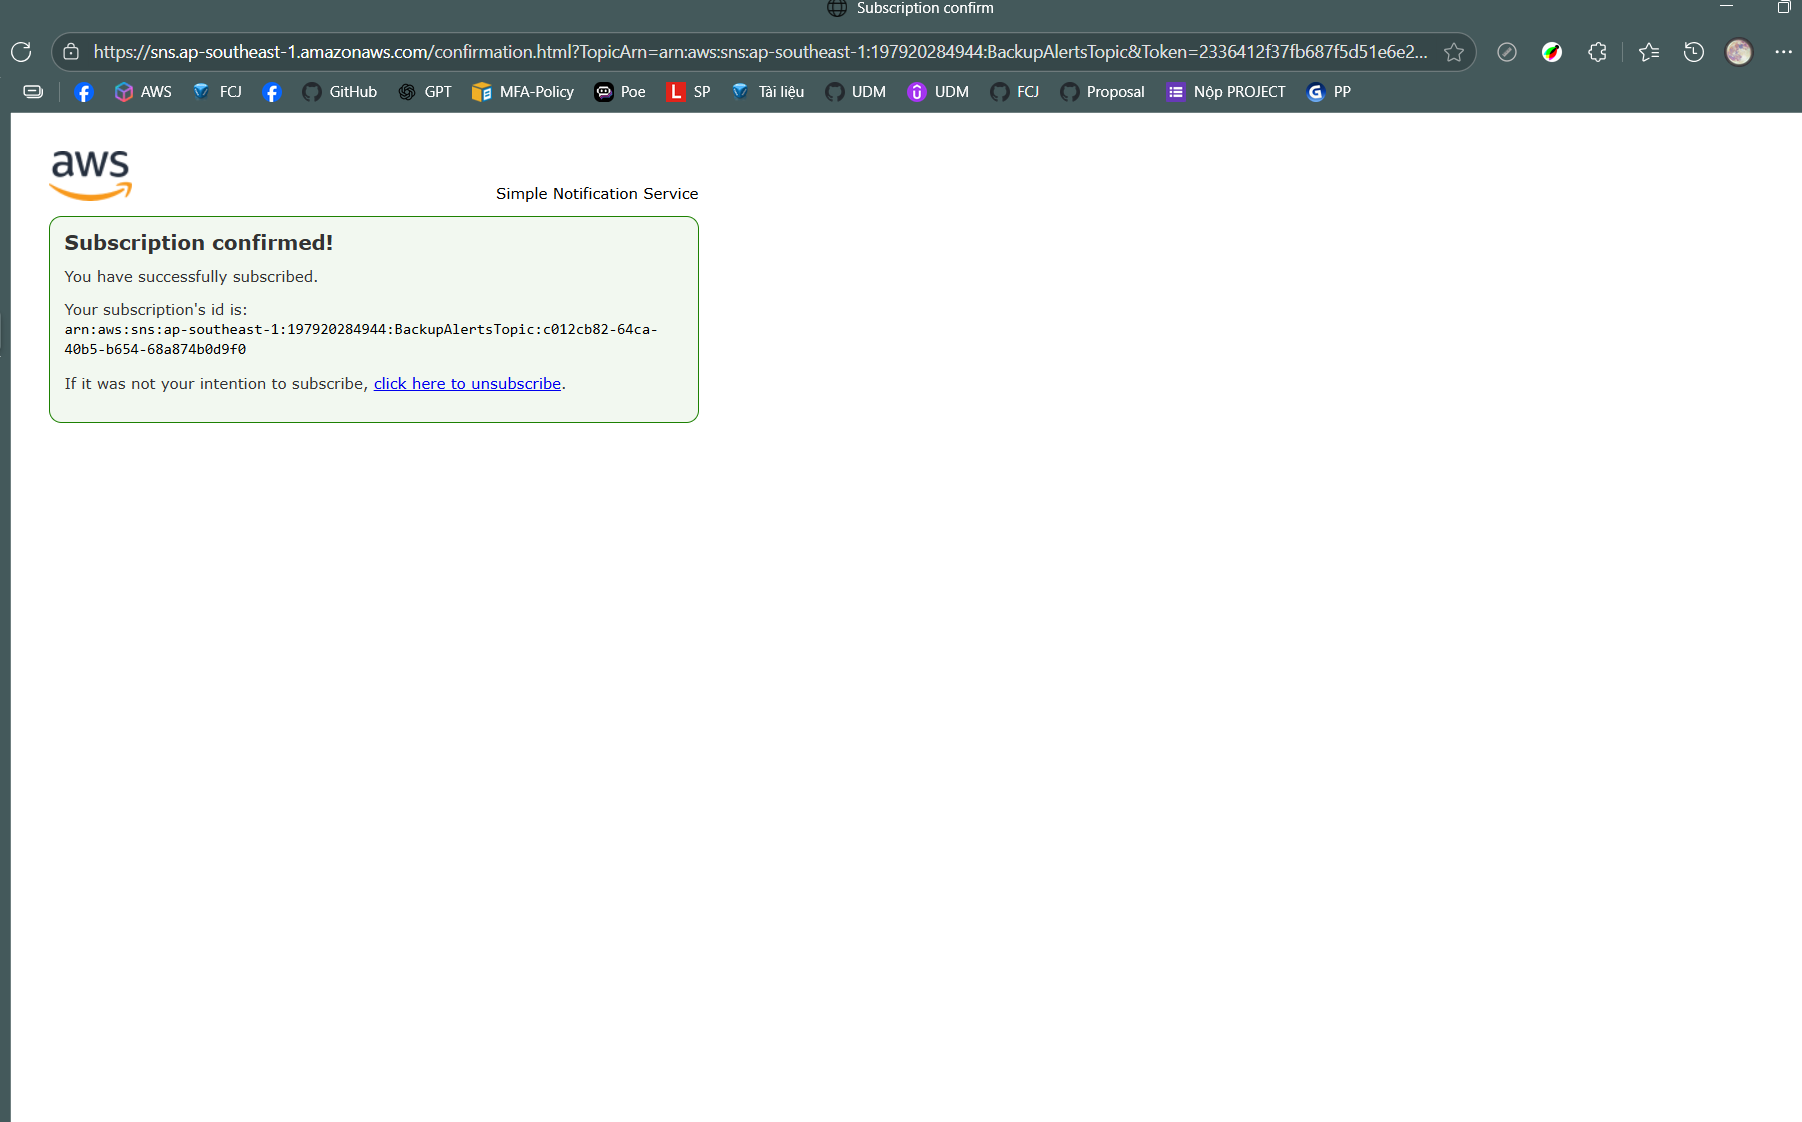 Subscription confirm
https://sns.ap-southeast-1.amazonaws.com/confirmation.html?TopicArn=arn:aws:sns:ap-southeast-1:197920284944:BackupAlertsTopic&Token=2336412f37fb687f5d51e6e2...
AWS FCJ GitHub GPT MFA-Policy Poe SP Tài liệu UDM UDM FCJ Proposal Nộp PROJECT PP
aws
Simple Notification Service
Subscription confirmed!
You have successfully subscribed.
Your subscription's id is:
arn:aws:sns:ap-southeast-1:197920284944:BackupAlertsTopic:c012cb82-64ca-
40b5-b654-68a874b0d9f0
If it was not your intention to subscribe, click here to unsubscribe.